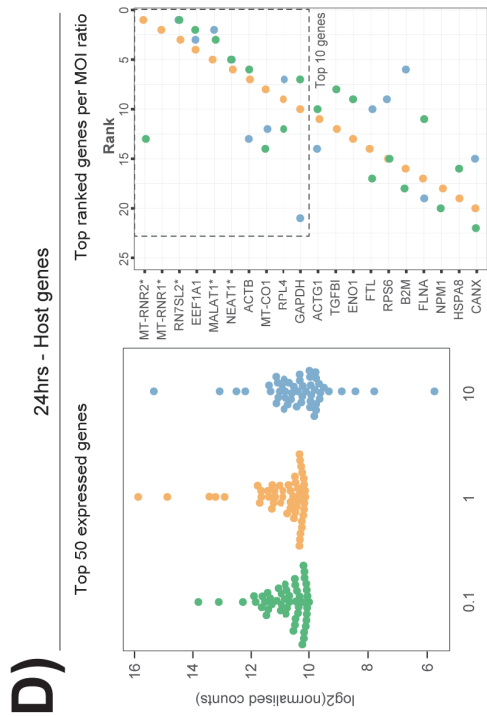 D)
24hrs - Host genes
Top 50 expressed genes
log2(normalised counts)
16
14
12
10
8
6
0.1
1
10
Top ranked genes per MOI ratio
Rank
0
5
10
15
20
25
Top 10 genes
MT-RNR2*
MT-RNR1*
RN7SL2*
EEF1A1
MALAT1*
NEAT1*
ACTB
MT-CO1
RPL4
GAPDH
ACTG1
TGFBI
ENO1
FTL
RPS6
B2M
FLNA
NPM1
HSPA8
CANX